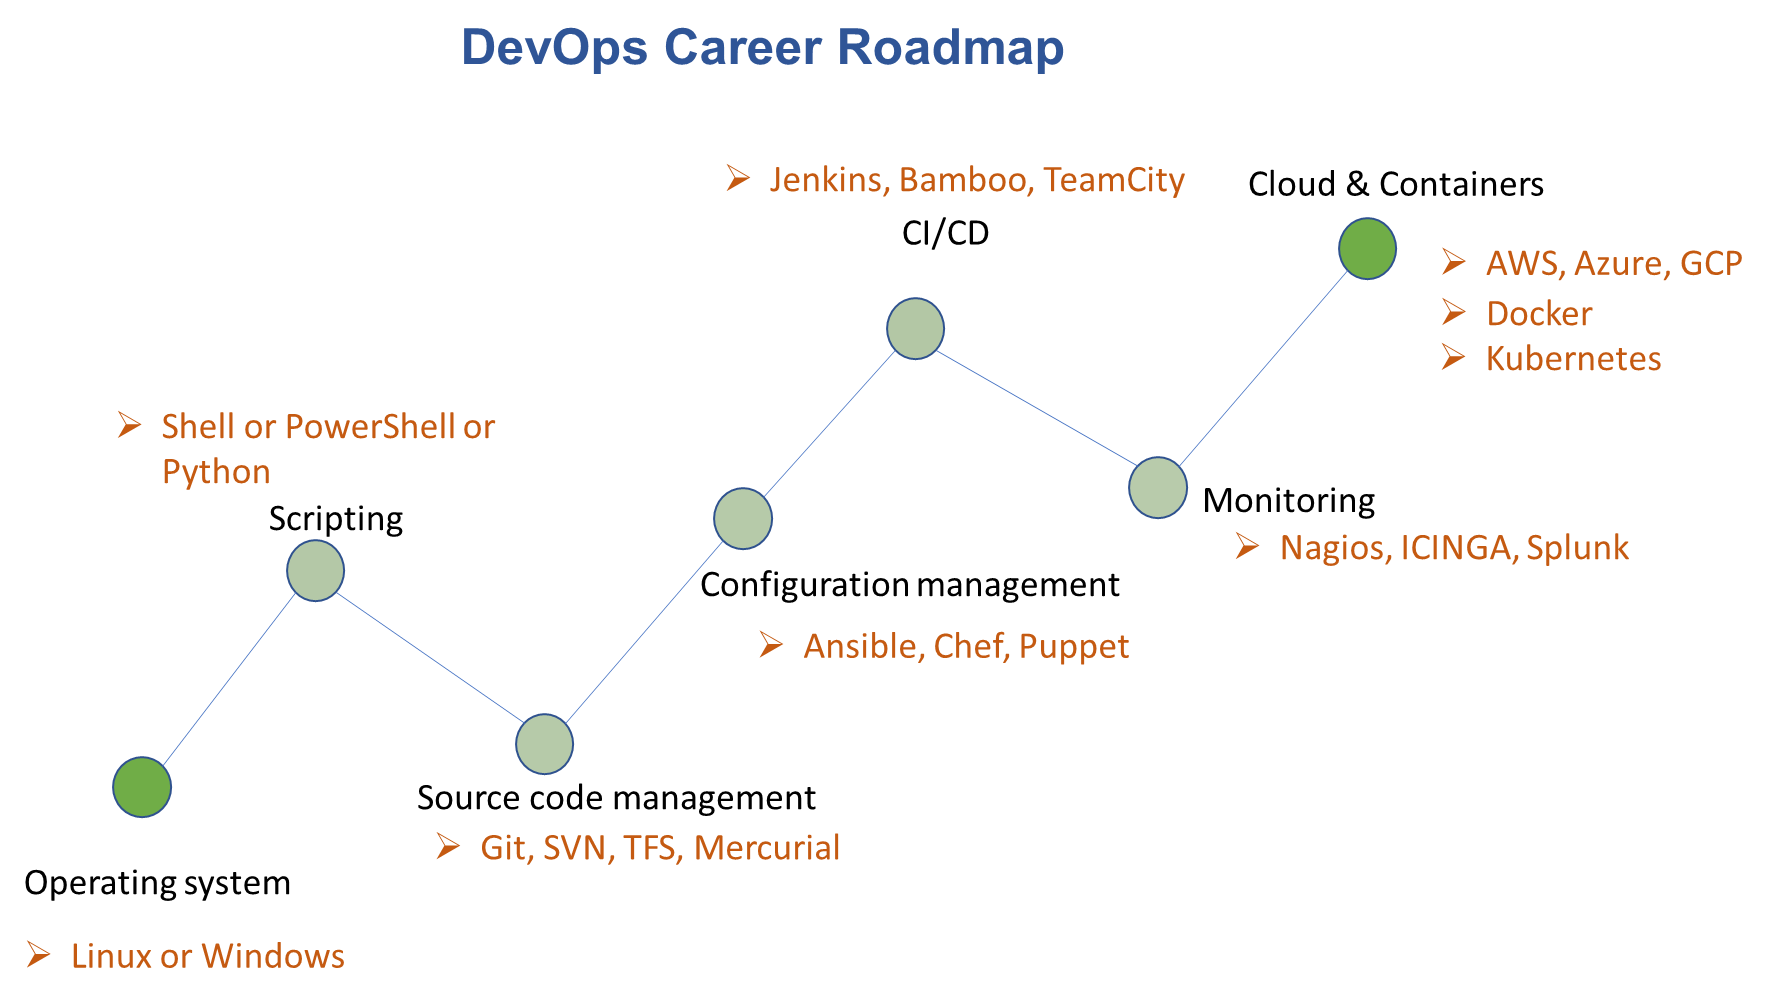 DevOps Career Roadmap
Jenkins, Bamboo, TeamCity
CI/CD
Cloud & Containers
AWS, Azure, GCP
Docker
Kubernetes
Shell or PowerShell or
Python
Scripting
Monitoring
Nagios, ICINGA, Splunk
Configuration management
Ansible, Chef, Puppet
Source code management
Git, SVN, TFS, Mercurial
Operating system
Linux or Windows